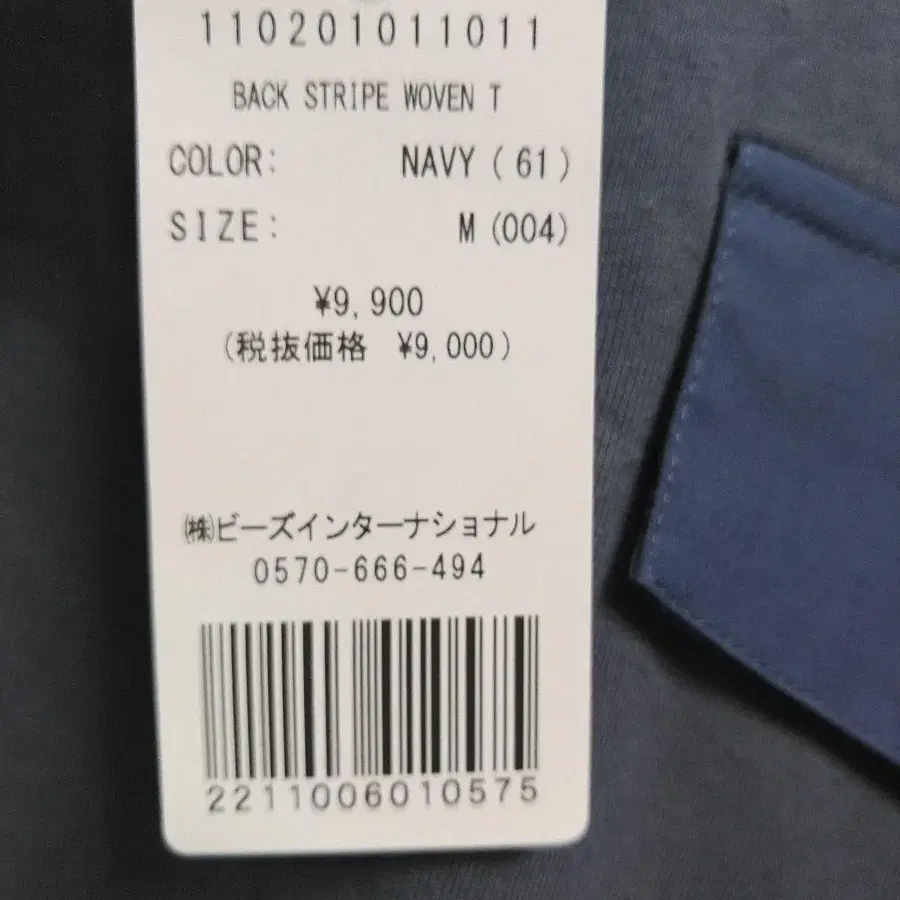 110201011011
BACK STRIPE WOVEN T
COLOR: NAVY (61)
SIZE: M (004)
¥9,900
(税抜価格 ¥9,000)
㈱ビーズインターナショナル
0570-666-494
2211006010575